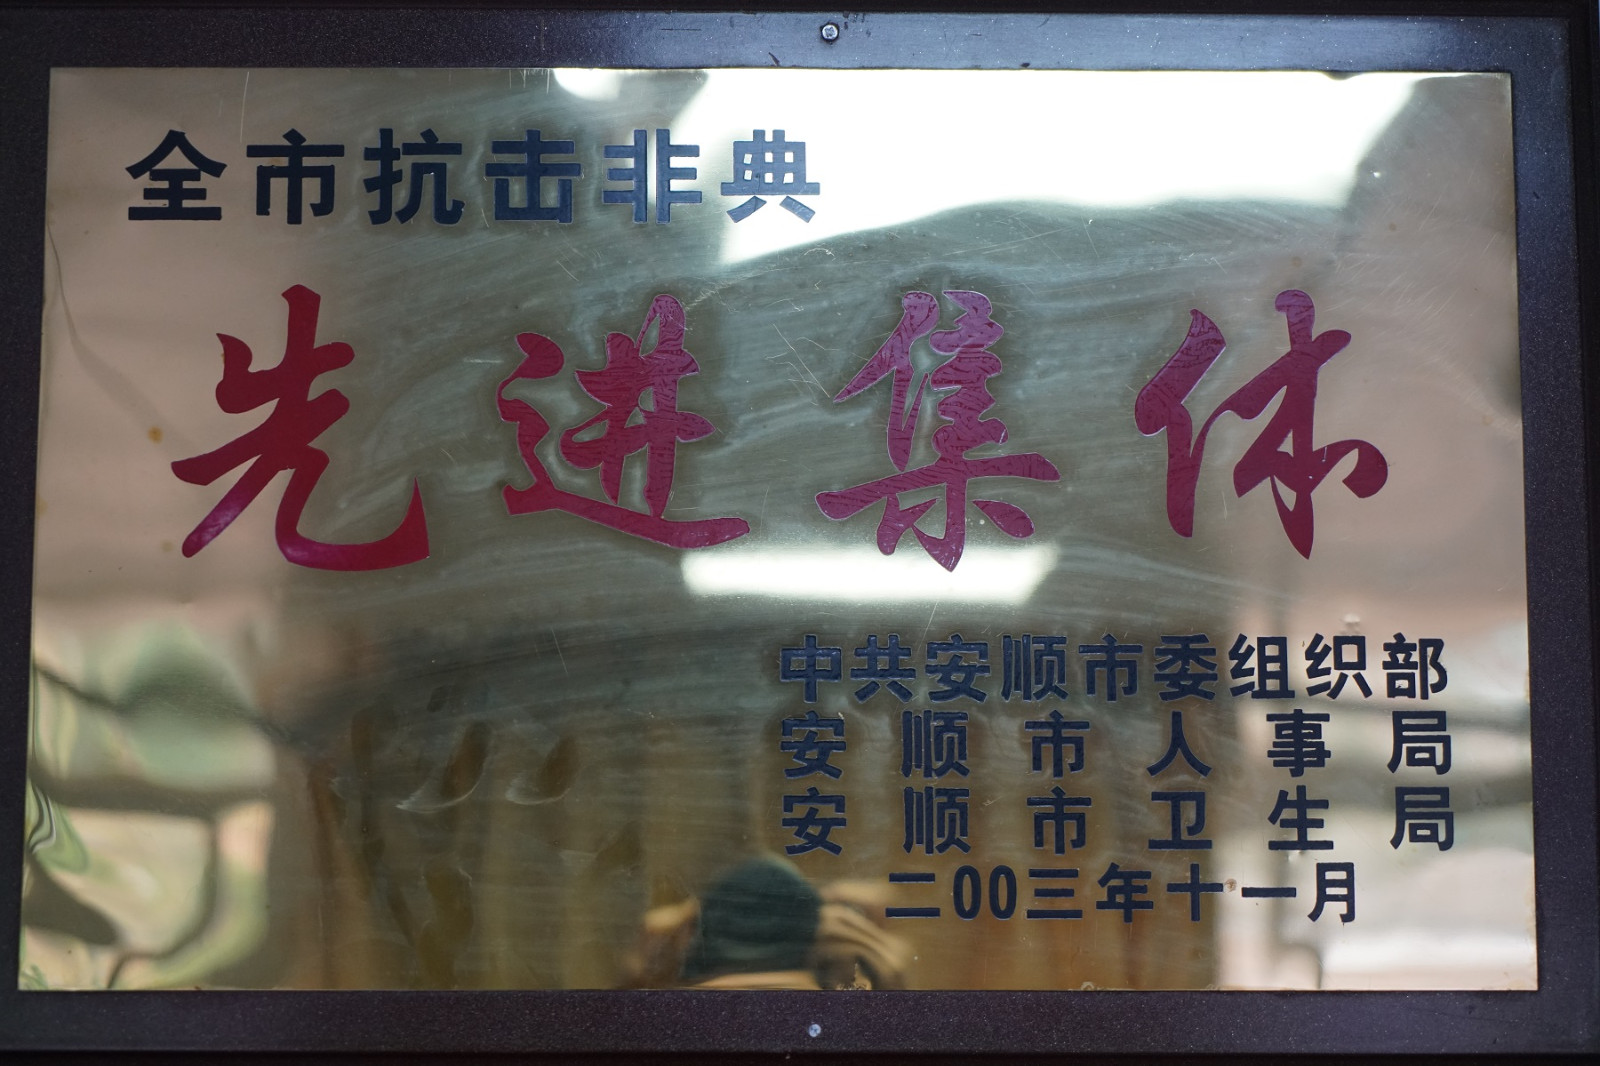 全市抗击非典
先进集体
中共安顺市委组织部
安顺市人事局
安顺市卫生局
二00三年十一月